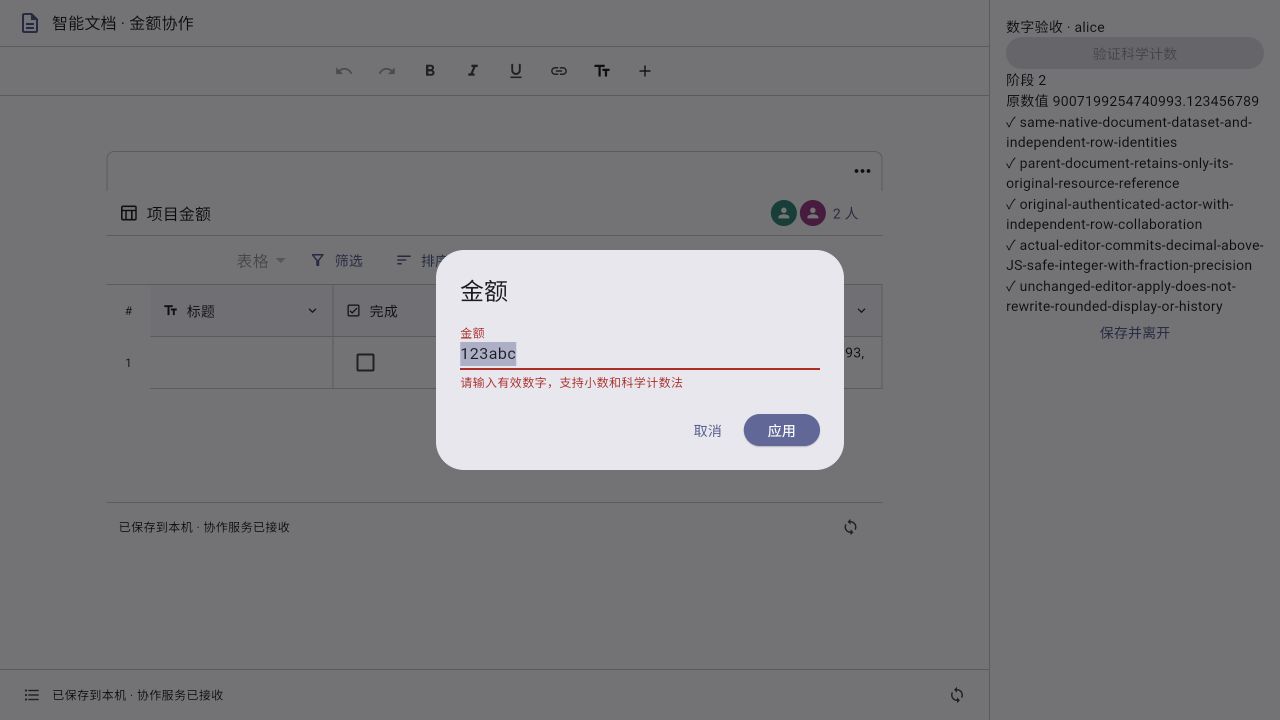 智能文档 · 金额协作
B I U Tт +
项目金额
2 人
表格
筛选
#
Tт 标题
完成
1
93,
已保存到本机 · 协作服务已接收
已保存到本机 · 协作服务已接收
金额
金额
123abc
请输入有效数字，支持小数和科学计数法
取消
应用
数字验收 · alice
验证科学计数
阶段 2
原数值 9007199254740993.123456789
✓ same-native-document-dataset-and-
independent-row-identities
✓ parent-document-retains-only-its-
original-resource-reference
✓ original-authenticated-actor-with-
independent-row-collaboration
✓ actual-editor-commits-decimal-above-
JS-safe-integer-with-fraction-precision
✓ unchanged-editor-apply-does-not-
rewrite-rounded-display-or-history
保存并离开